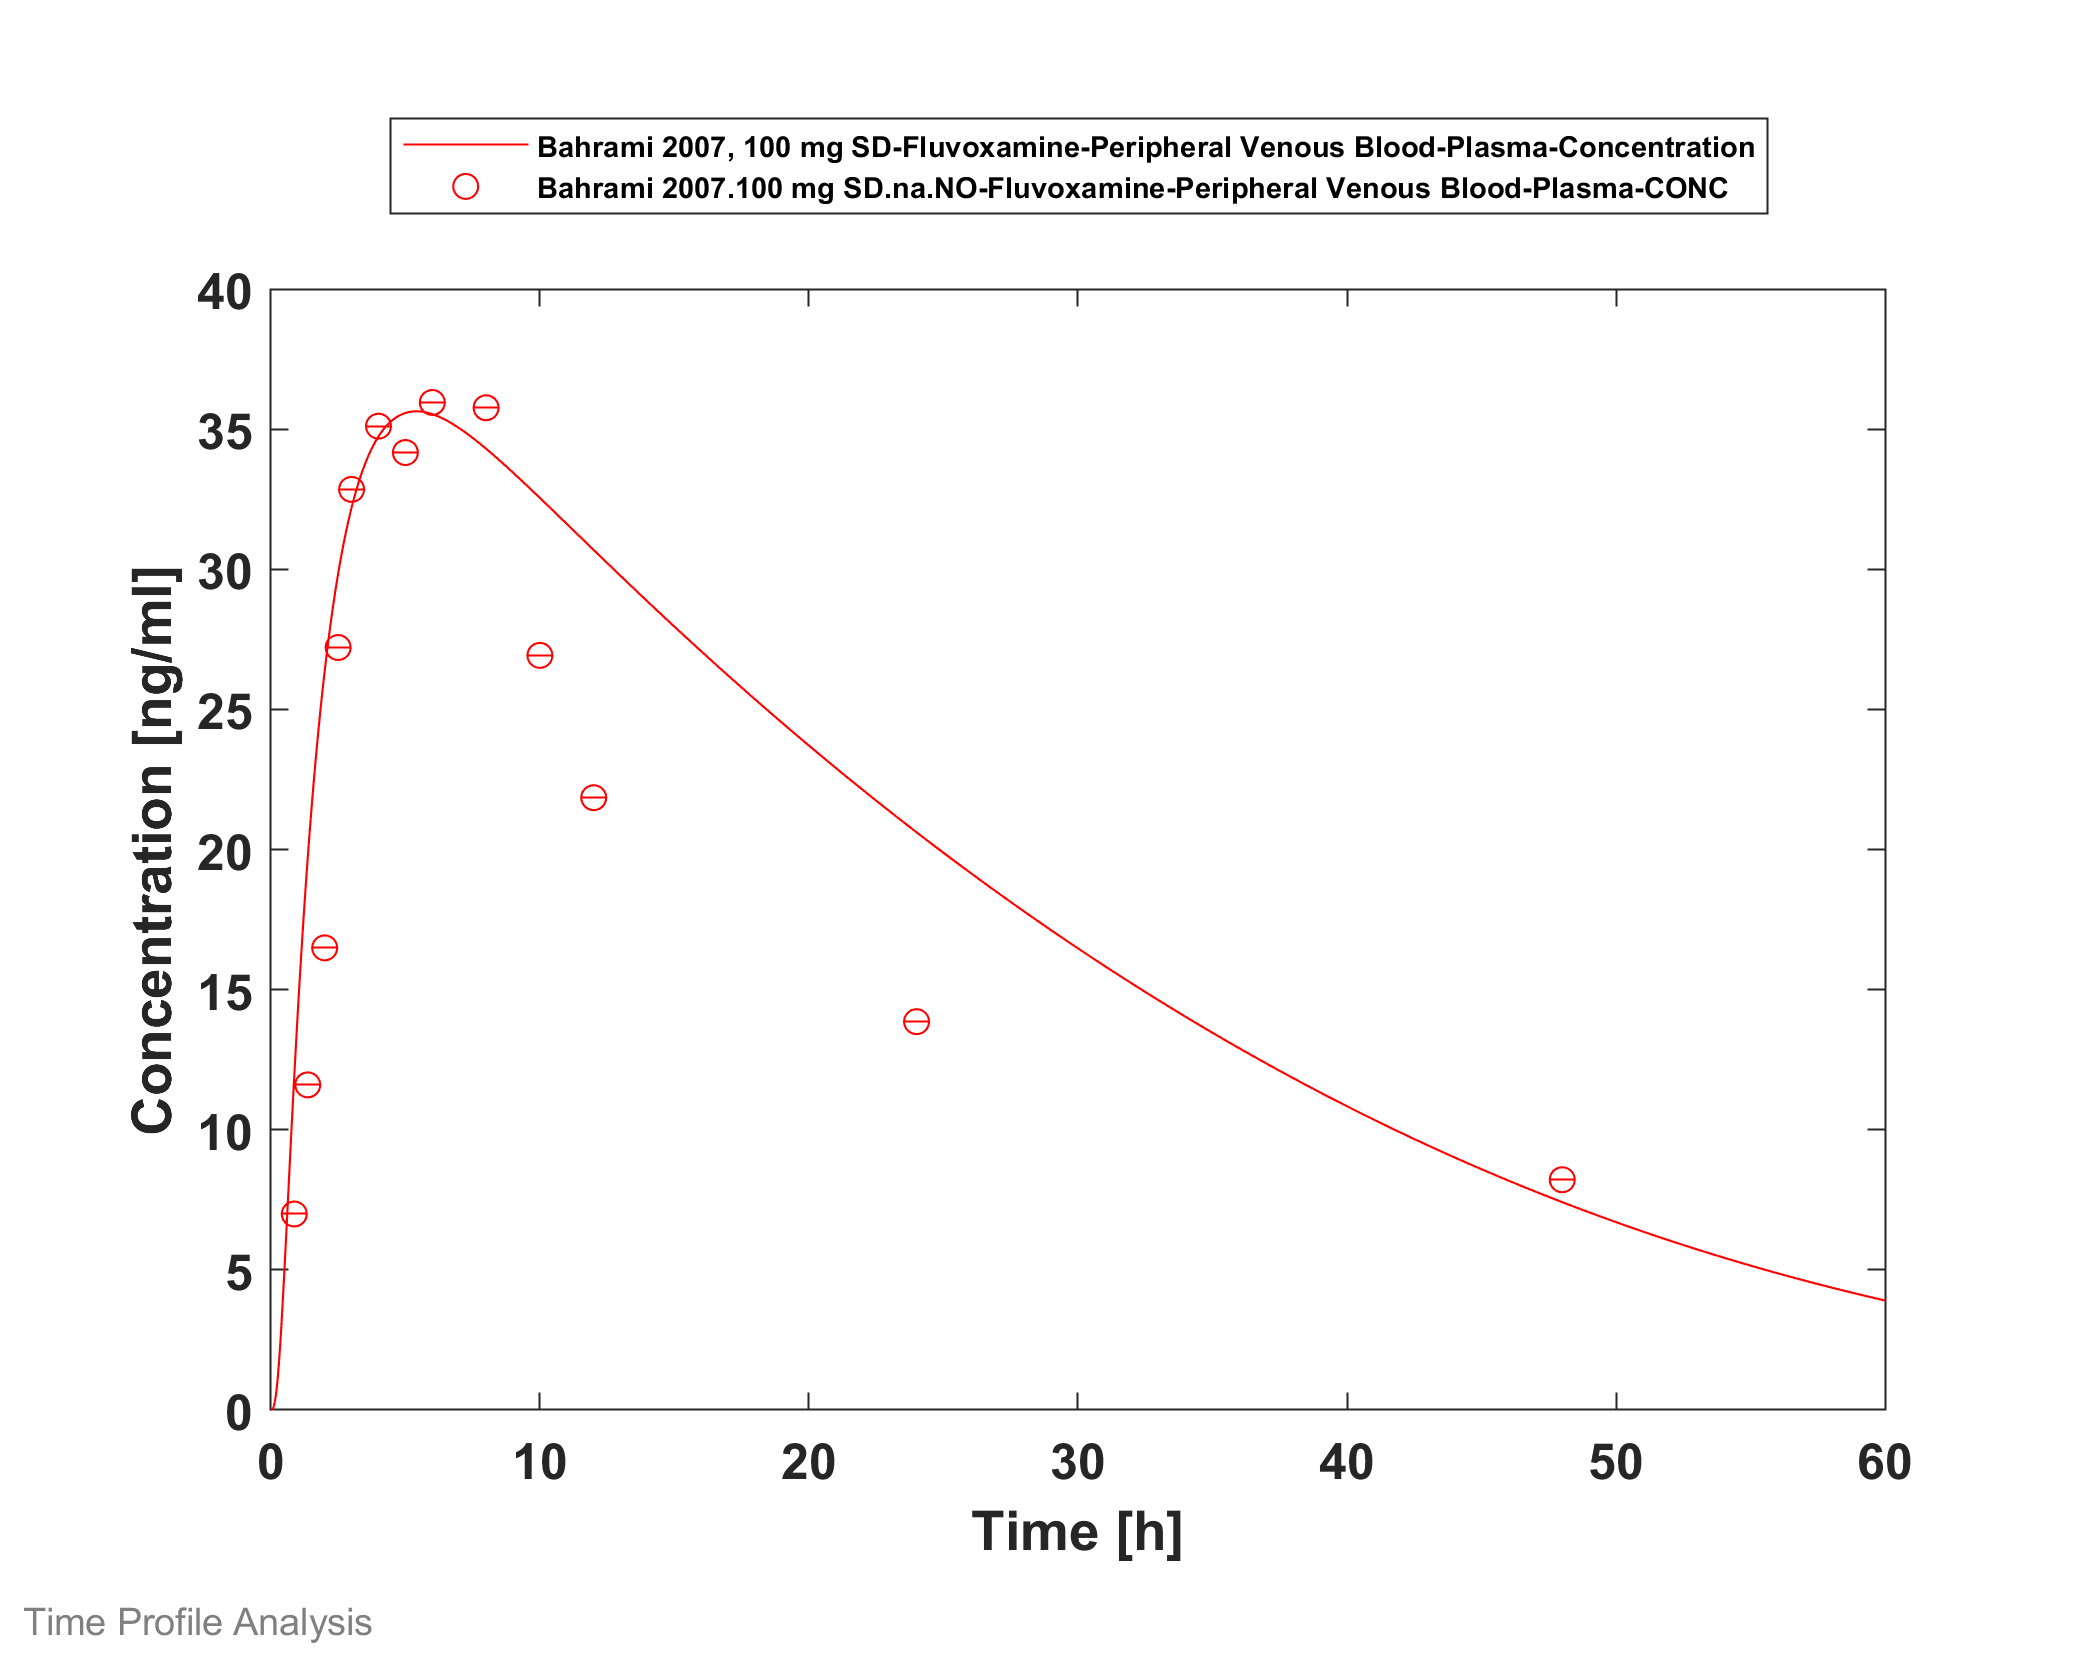 Bahrami 2007, 100 mg SD-Fluvoxamine-Peripheral Venous Blood-Plasma-Concentration
Bahrami 2007.100 mg SD.na.NO-Fluvoxamine-Peripheral Venous Blood-Plasma-CONC
40
35
30
25
20
15
10
5
0
Concentration [ng/ml]
0 10 20 30 40 50 60
Time [h]
Time Profile Analysis